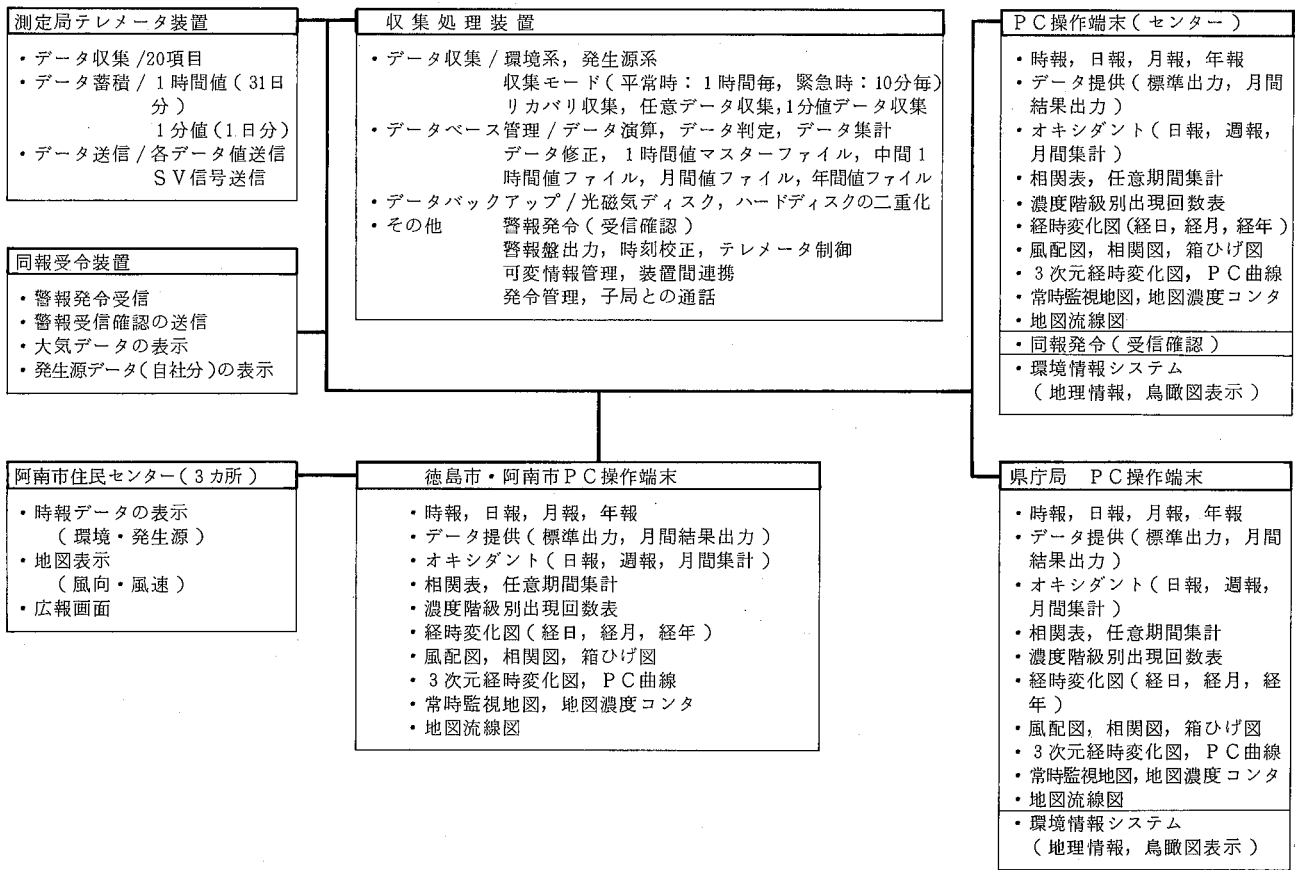 測定局テレメータ装置
・データ収集/20項目
・データ蓄積/1時間値(31日
分)
1分値(1日分)
・データ送信/各データ値送信
SV信号送信
収集処理装置
・データ収集/環境系,発生源系
収集モード(平常時:1時間毎,緊急時:10分毎)
リカバリ収集,任意データ収集,1分値データ収集
・データベース管理/データ演算,データ判定,データ集計
データ修正,1時間値マスターファイル,中間1
時間値ファイル,月間値ファイル,年間値ファイル
・データバックアップ/光磁気ディスク,ハードディスクの二重化
・その他 警報発令(受信確認)
警報盤出力,時刻校正,テレメータ制御
可変情報管理,装置間連携
発令管理,子局との通話
PC操作端末(センター)
・時報,日報,月報,年報
・データ提供(標準出力,月間
結果出力)
・オキシダント(日報,週報,
月間集計)
・相関表,任意期間集計
・濃度階級別出現回数表
・経時変化図(経日,経月,経年)
・風配図,相関図,箱ひげ図
・3次元経時変化図,PC曲線
・常時監視地図,地図濃度コンタ
・地図流線図
・同報発令(受信確認)
・環境情報システム
(地理情報,鳥瞰図表示)
同報受令装置
・警報発令受信
・警報受信確認の送信
・大気データの表示
・発生源データ(自社分)の表示
阿南市住民センター(3カ所)
・時報データの表示
(環境・発生源)
・地図表示
(風向・風速)
・広報画面
徳島市・阿南市PC操作端末
・時報,日報,月報,年報
・データ提供(標準出力,月間結果出力)
・オキシダント(日報,週報,月間集計)
・相関表,任意期間集計
・濃度階級別出現回数表
・経時変化図(経日,経月,経年)
・風配図,相関図,箱ひげ図
・3次元経時変化図,PC曲線
・常時監視地図,地図濃度コンタ
・地図流線図
県庁局 PC操作端末
・時報,日報,月報,年報
・データ提供(標準出力,月間
結果出力)
・オキシダント(日報,週報,
月間集計)
・相関表,任意期間集計
・濃度階級別出現回数表
・経時変化図(経日,経月,経
年)
・風配図,相関図,箱ひげ図
・3次元経時変化図,PC曲線
・常時監視地図,地図濃度コンタ
・地図流線図
・環境情報システム
(地理情報,鳥瞰図表示)